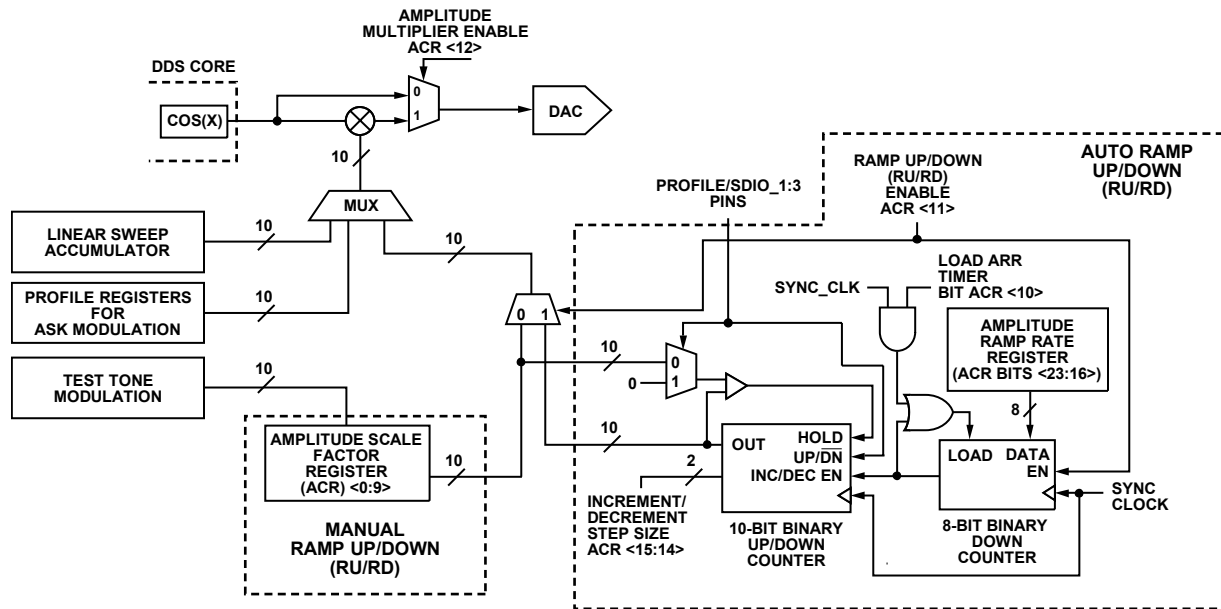 AMPLITUDE
MULTIPLIER ENABLE
ACR <12>
DDS CORE
COS(X)
0
1
DAC
10
MUX
LINEAR SWEEP
ACCUMULATOR
10
PROFILE REGISTERS
FOR
ASK MODULATION
10
TEST TONE
MODULATION
10
AMPLITUDE SCALE
FACTOR
REGISTER
(ACR) <0:9>
10
MANUAL
RAMP UP/DOWN
(RU/RD)
10
0 1
PROFILE/SDIO_1:3
PINS
RAMP UP/DOWN
(RU/RD)
ENABLE
ACR <11>
AUTO RAMP
UP/DOWN
(RU/RD)
SYNC_CLK
LOAD ARR
TIMER
BIT ACR <10>
AMPLITUDE
RAMP RATE
REGISTER
(ACR BITS <23:16>)
8
10
0
0
1
10
OUT
HOLD
UP/DN
INC/DEC EN
2
INCREMENT/
DECREMENT
STEP SIZE
ACR <15:14>
10-BIT BINARY
UP/DOWN
COUNTER
LOAD
DATA
EN
SYNC
CLOCK
8-BIT BINARY
DOWN
COUNTER